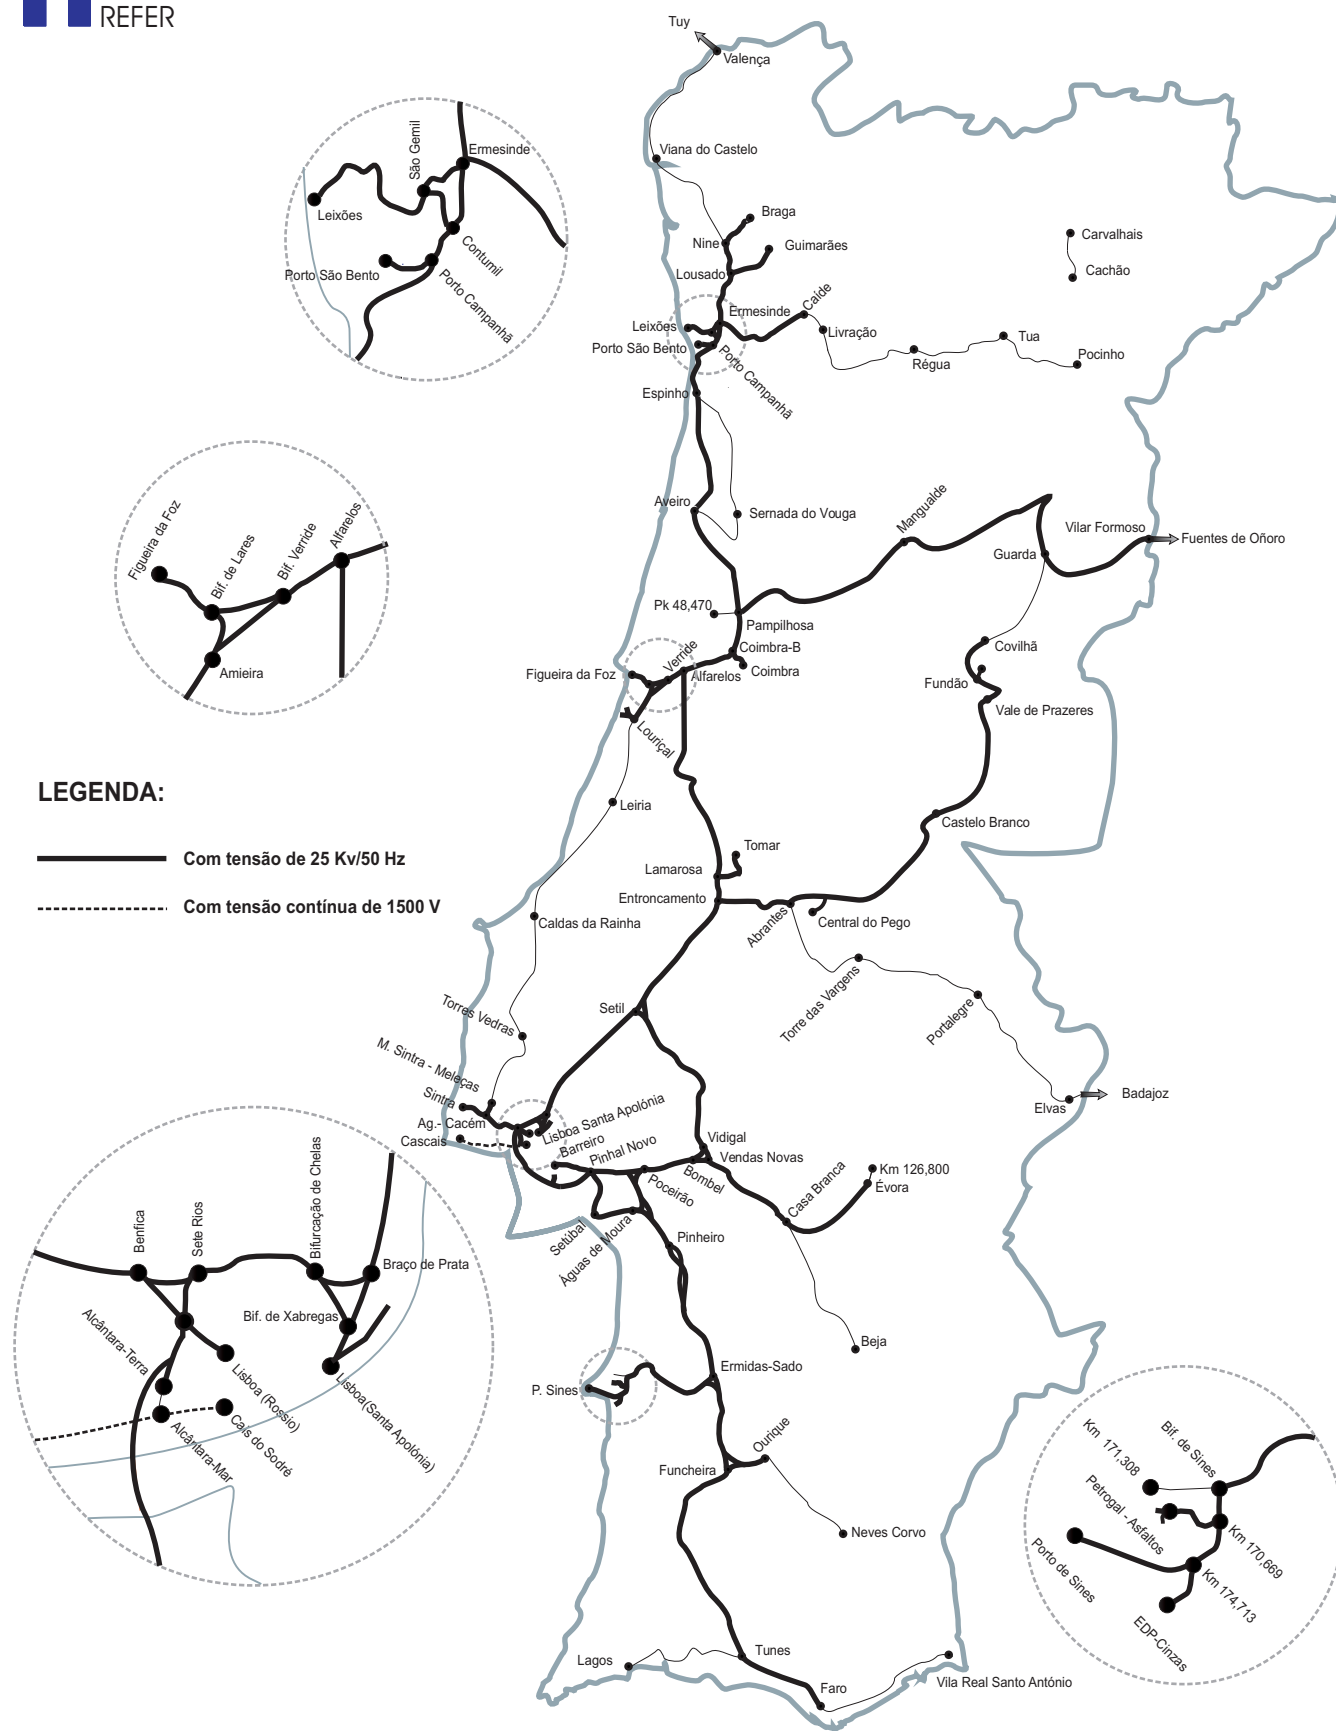 REFER
Tuy
Valença
Viana do Castelo
Braga
Nine
Guimarães
Lousado
Carvalhais
Cachão
Ermesinde
Caíde
Leixões
Livração
Porto São Bento
Porto Campanhã
Régua
Tua
Pocinho
Espinho
Aveiro
Sernada do Vouga
Mangualde
Vilar Formoso
Fuentes de Oñoro
Guarda
Pk 48,470
Pampilhosa
Coimbra-B
Coimbra
Verride
Alfarelos
Figueira da Foz
Louriçal
Covilhã
Fundão
Vale de Prazeres
Leiria
Castelo Branco
Tomar
Lamarosa
Entroncamento
Abrantes
Central do Pego
Caldas da Rainha
Torre das Vargens
Portalegre
Setil
Torres Vedras
M. Sintra - Meleças
Sintra
Ag.- Cacém
Cascais
Lisboa Santa Apolónia
Barreiro
Pinhal Novo
Poceirão
Bombel
Vidigal
Vendas Novas
Elvas
Badajoz
Casa Branca
Km 126,800
Évora
Setúbal
Àguas de Moura
Pinheiro
Beja
Ermidas-Sado
P. Sines
Ourique
Funcheira
Neves Corvo
Lagos
Tunes
Faro
Vila Real Santo António
São Gemil
Ermesinde
Leixões
Contumil
Porto São Bento
Porto Campanhã
Figueira da Foz
Bif. de Lares
Bif. Verride
Alfarelos
Amieira
LEGENDA:
Com tensão de 25 Kv/50 Hz
Com tensão contínua de 1500 V
Benfica
Sete Rios
Bifurcação de Chelas
Braço de Prata
Bif. de Xabregas
Alcântara-Terra
Lisboa (Rossio)
Lisboa(Santa Apolónia)
Cais do Sodré
Alcântara-Mar
Km 171,308
Bif. de Sines
Petrogal - Asfaltos
Porto de Sines
Km 170,669
Km 174,713
EDP-Cinzas